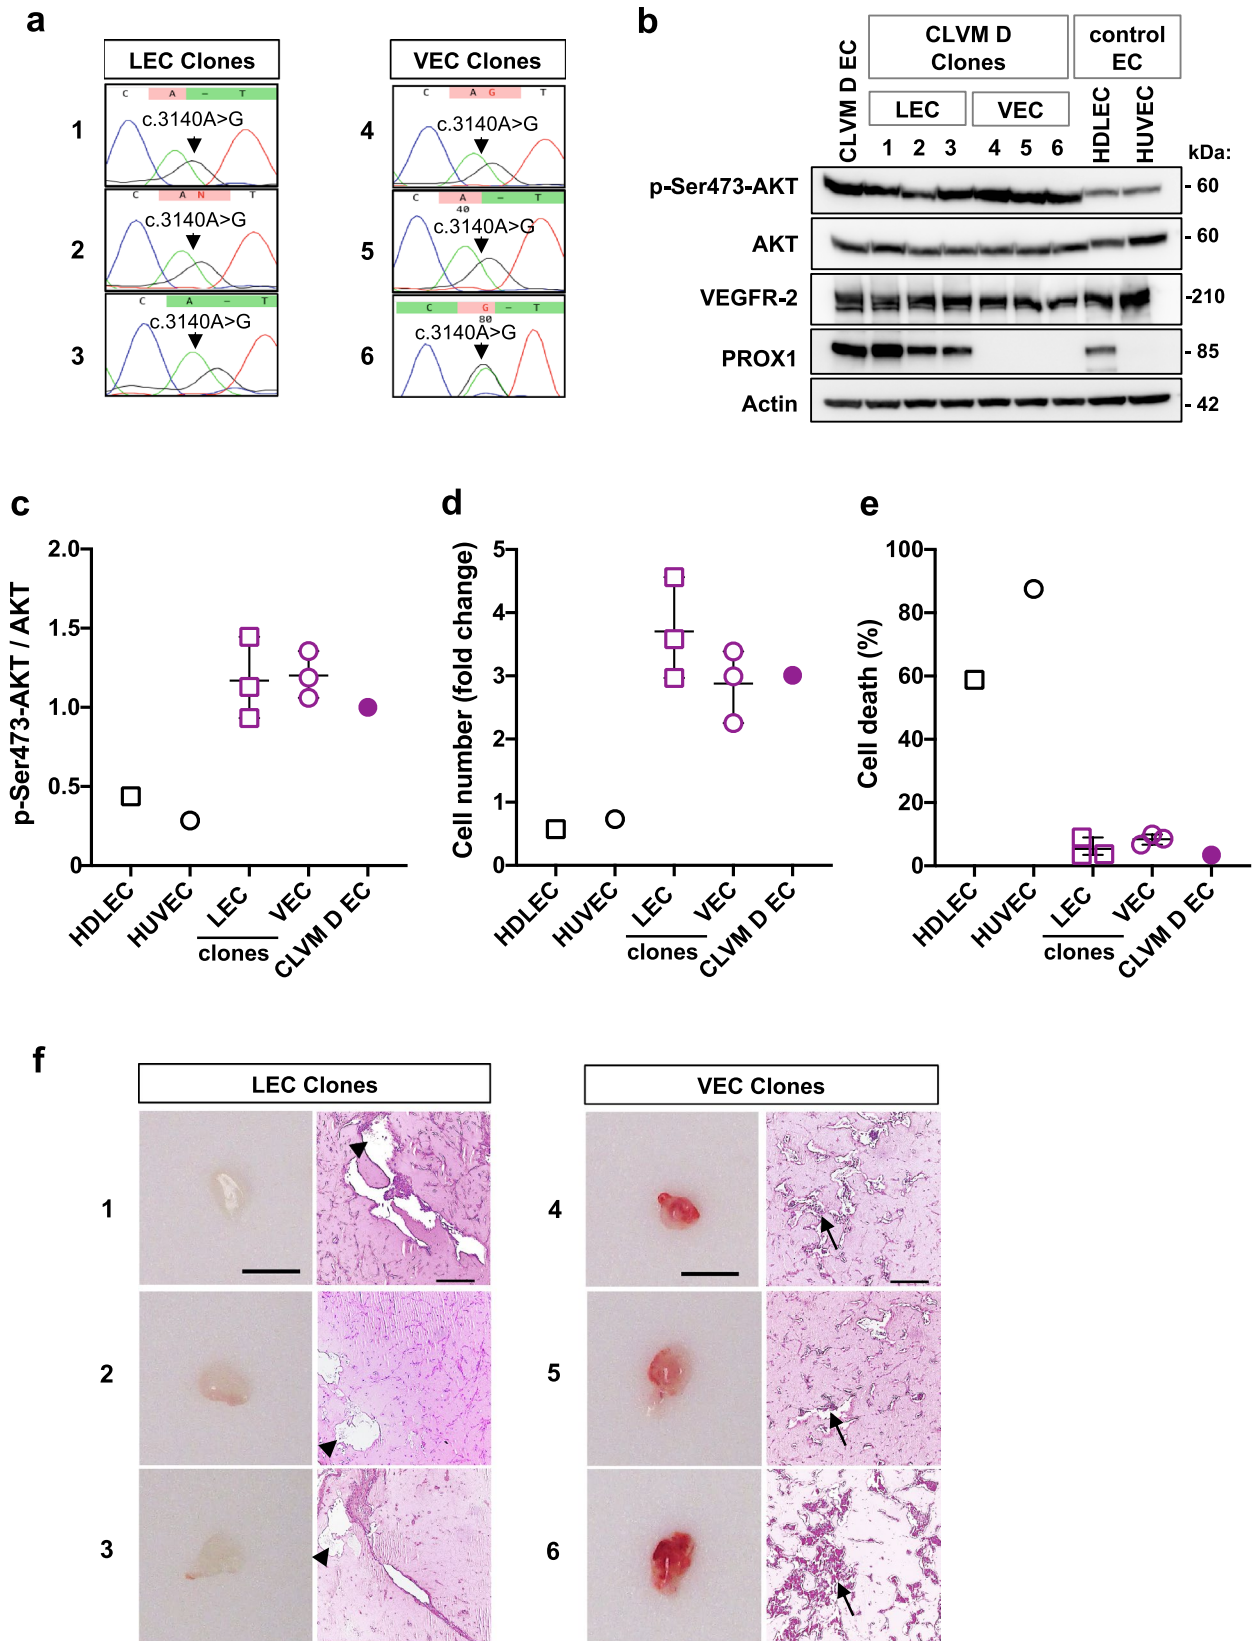 a
LEC Clones
VEC Clones
1
C A – T
c.3140A>G
2
C A N T
c.3140A>G
3
C A – T
c.3140A>G
4
C A G T
c.3140A>G
5
C A – T
40
c.3140A>G
6
C G – T
80
c.3140A>G
b
CLVM D EC
CLVM D
Clones
control
EC
LEC
VEC
HDLEC
HUVEC
1 2 3 4 5 6
kDa:
p-Ser473-AKT
- 60
AKT
- 60
VEGFR-2
-210
PROX1
- 85
Actin
- 42
c
p-Ser473-AKT / AKT
2.0
1.5
1.0
0.5
0
HDLEC
HUVEC
LEC
VEC
CLVM D EC
clones
d
Cell number (fold change)
5
4
3
2
1
0
HDLEC
HUVEC
LEC
VEC
CLVM D EC
clones
e
Cell death (%)
100
80
60
40
20
0
HDLEC
HUVEC
LEC
VEC
CLVM D EC
clones
f
LEC Clones
VEC Clones
1
2
3
4
5
6